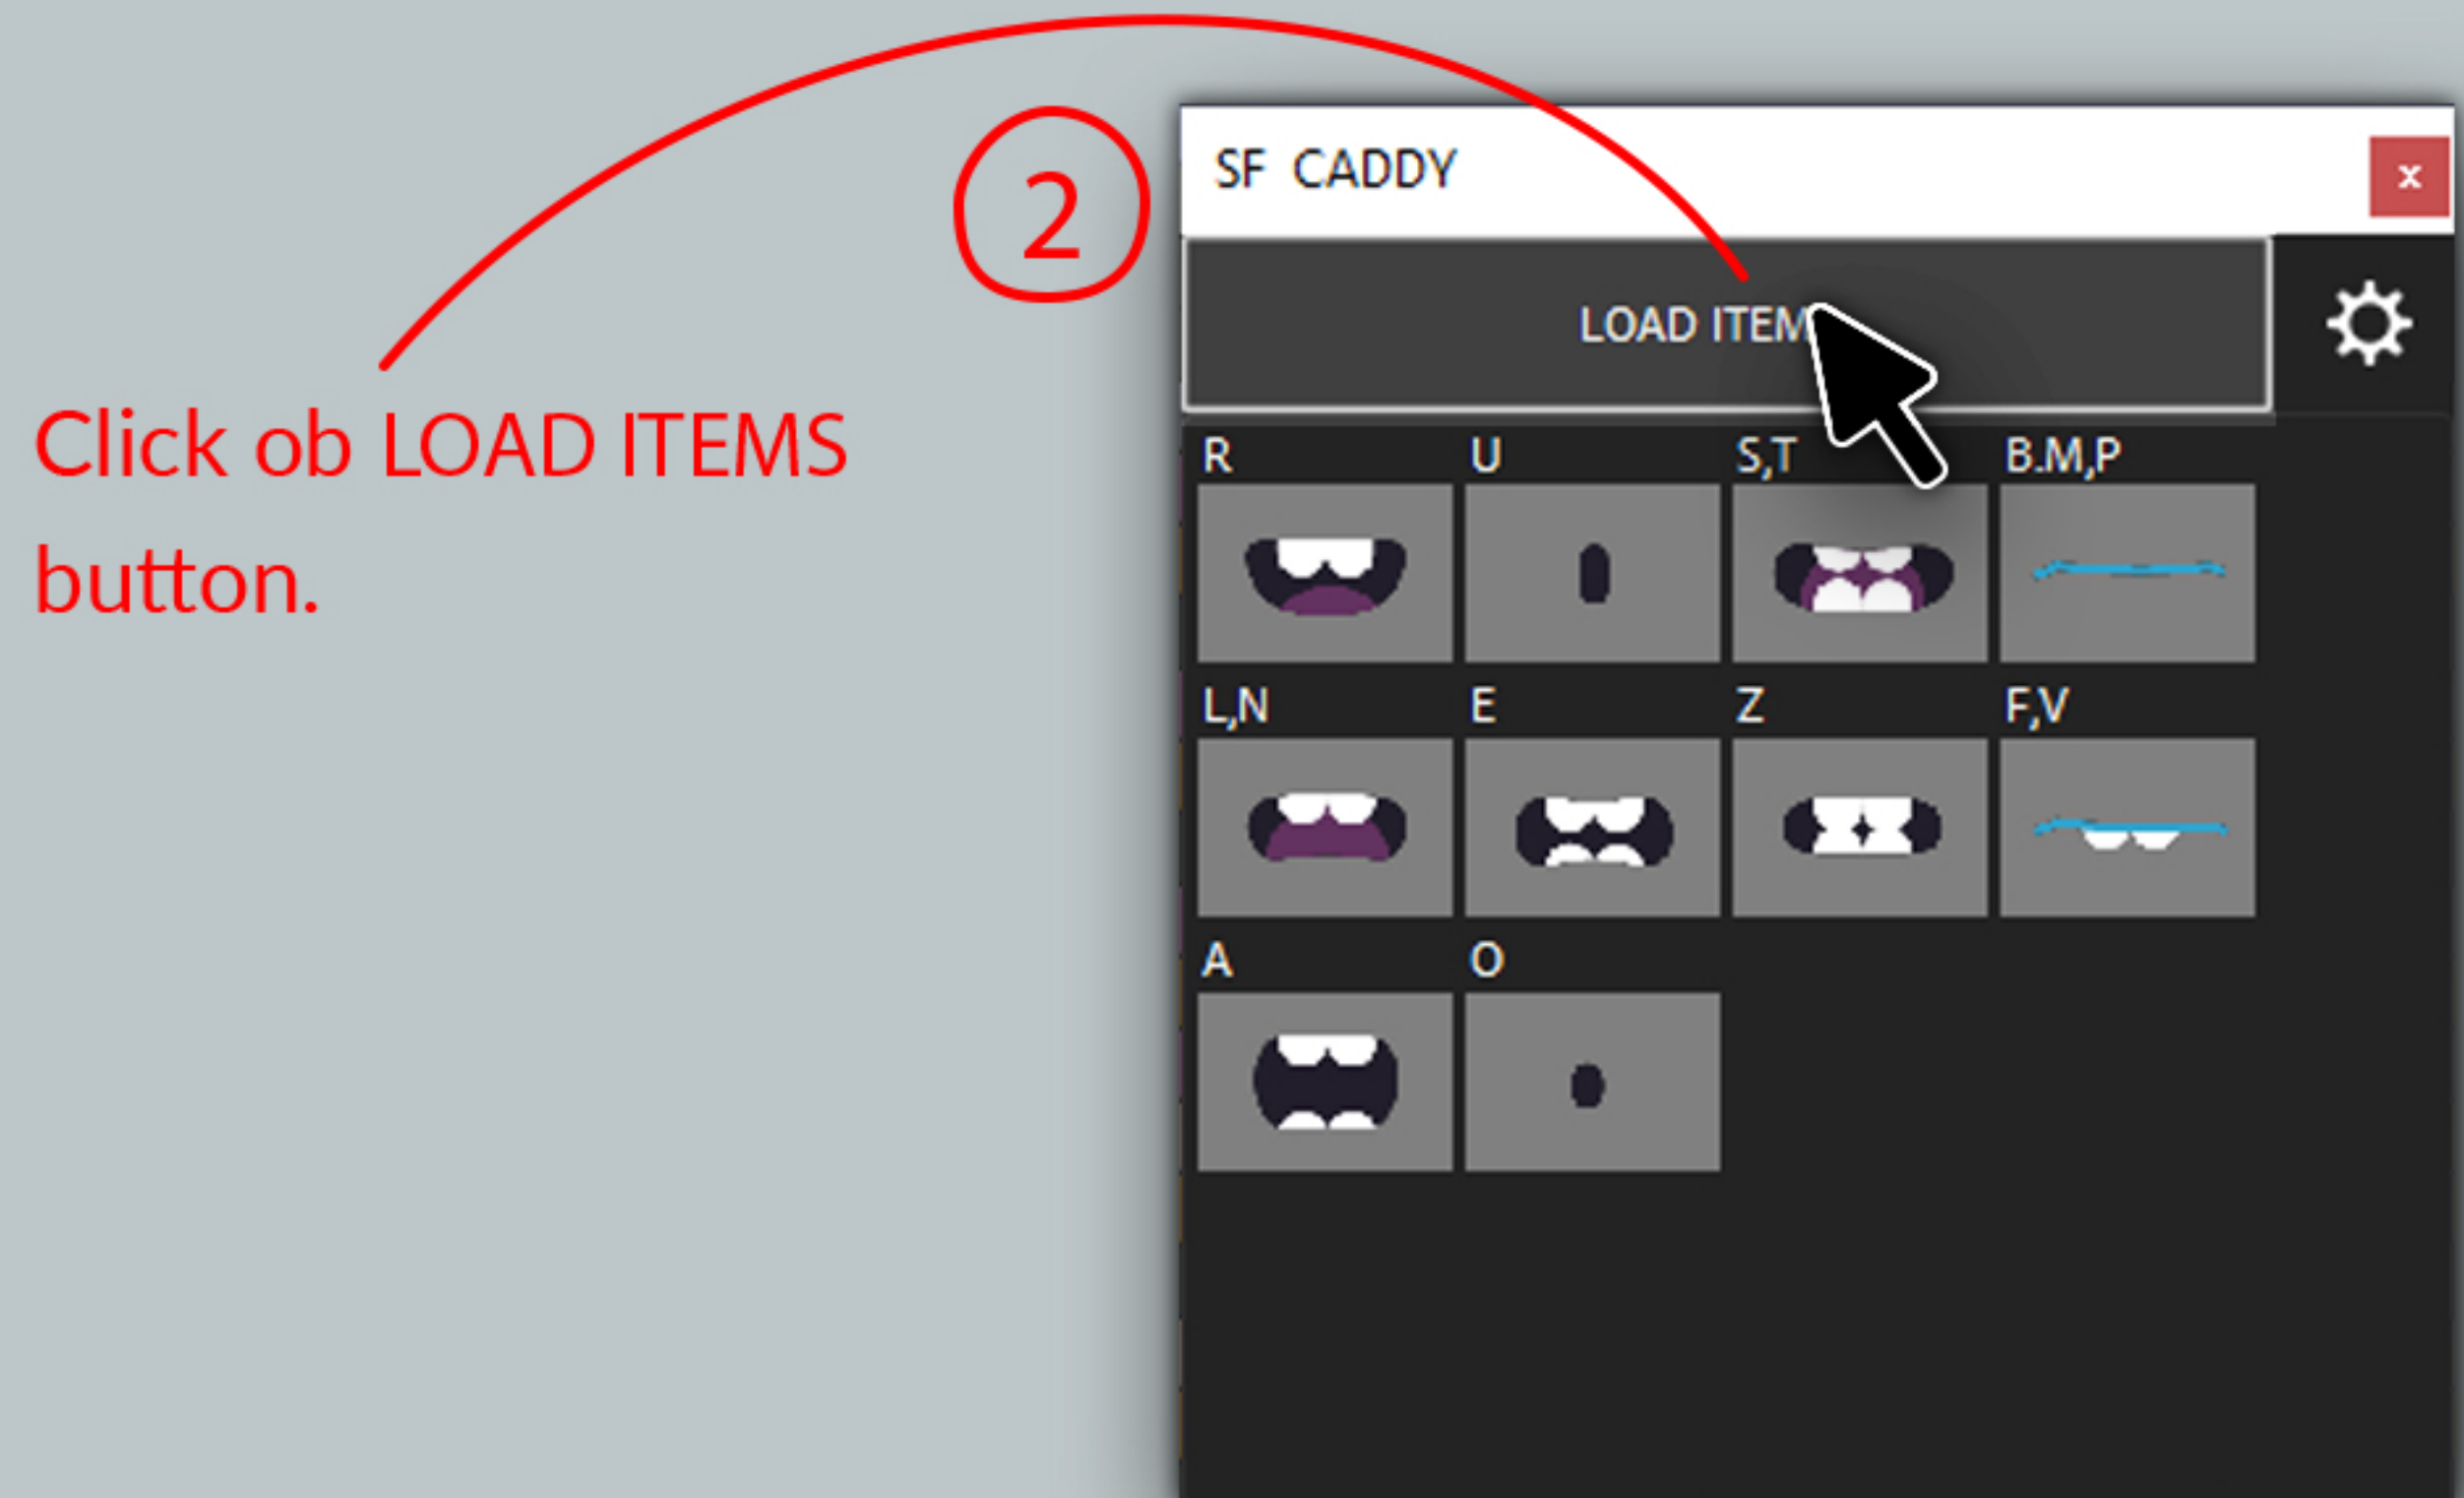 2
SF CADDY
x
LOAD ITEM
Click ob LOAD ITEMS
button.
R U S,T B.M,P
L,N E Z F,V
A O